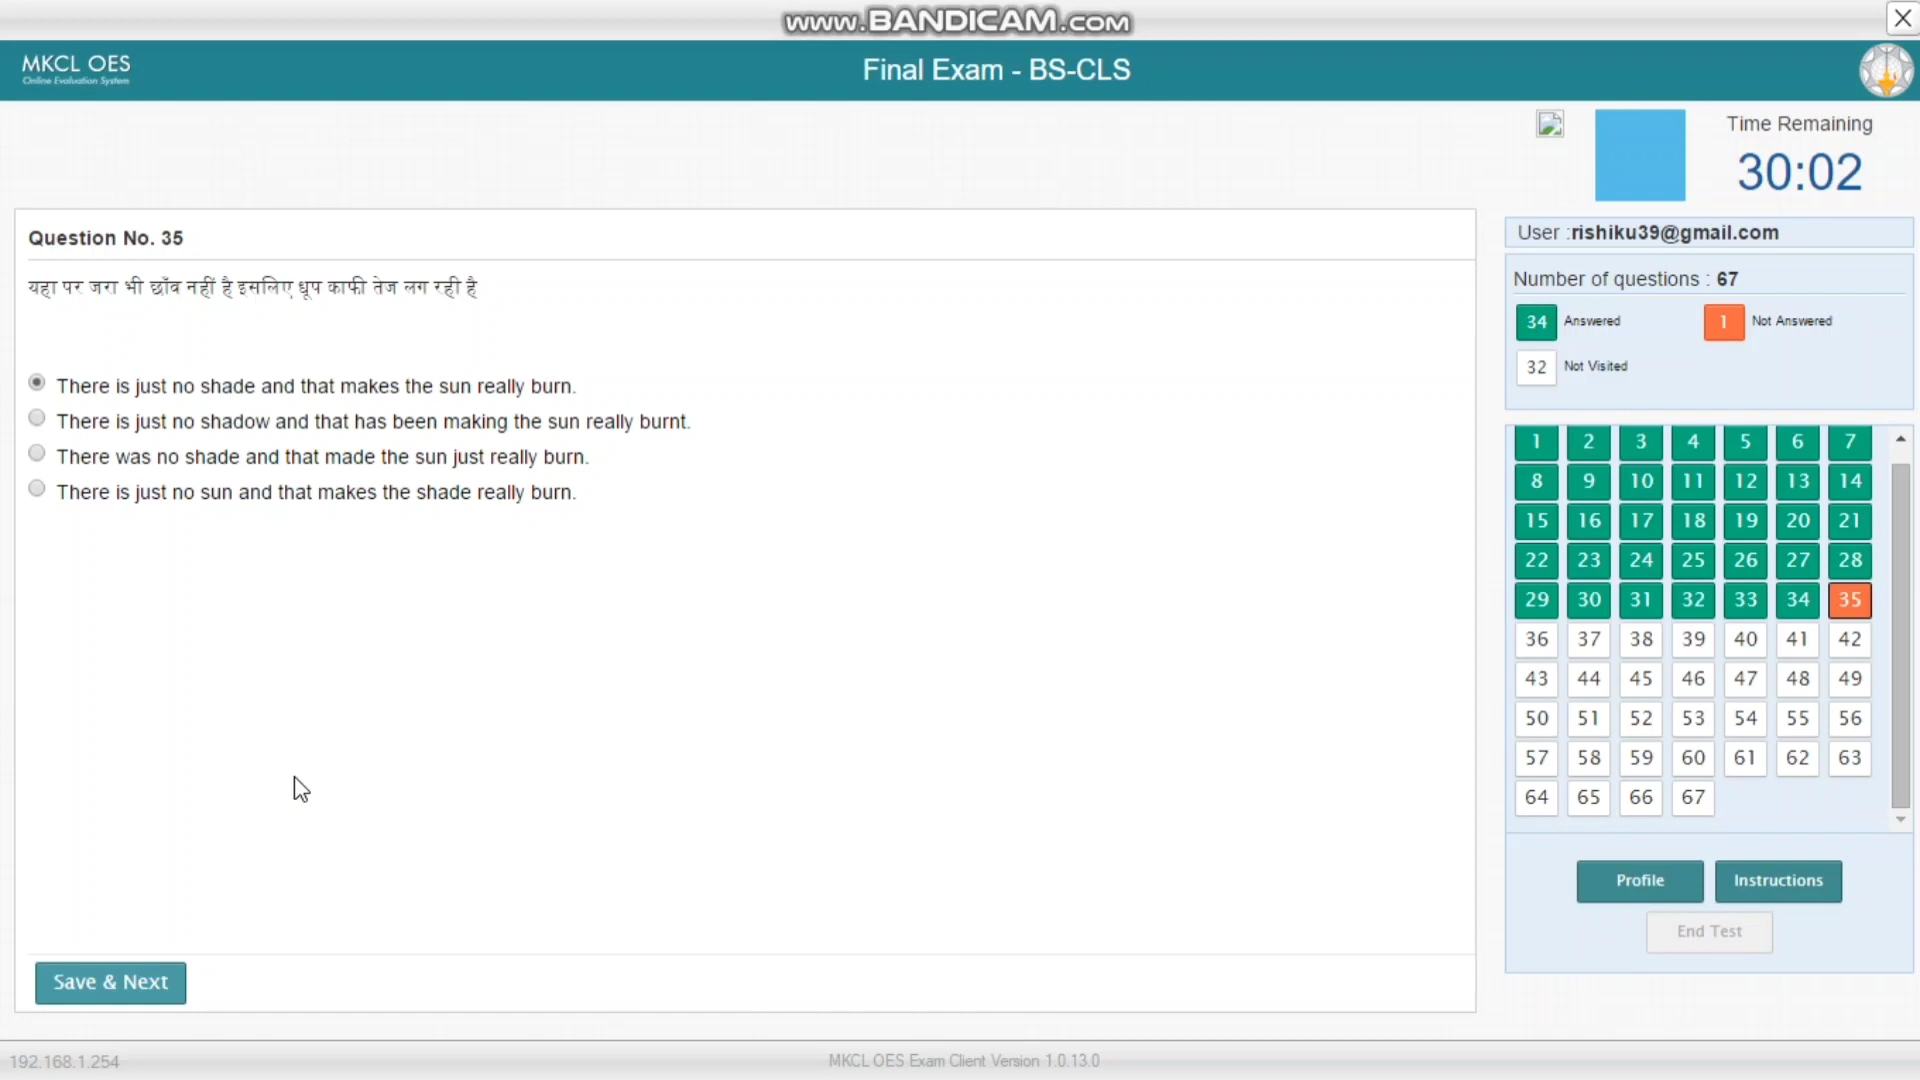 www.BANDICAM.com
MKCL OES
Online Evaluation System
Final Exam - BS-CLS
Time Remaining
30:02
Question No. 35
यहा पर जरा भी छाँव नहीं है इसलिए धूप काफी तेज लग रही है
There is just no shade and that makes the sun really burn.
There is just no shadow and that has been making the sun really burnt.
There was no shade and that made the sun just really burn.
There is just no sun and that makes the shade really burn.
Save & Next
User :rishiku39@gmail.com
Number of questions : 67
34 Answered 1 Not Answered
32 Not Visited
1 2 3 4 5 6 7
8 9 10 11 12 13 14
15 16 17 18 19 20 21
22 23 24 25 26 27 28
29 30 31 32 33 34 35
36 37 38 39 40 41 42
43 44 45 46 47 48 49
50 51 52 53 54 55 56
57 58 59 60 61 62 63
64 65 66 67
Profile Instructions
End Test
192.168.1.254
MKCL OES Exam Client Version 1.0.13.0